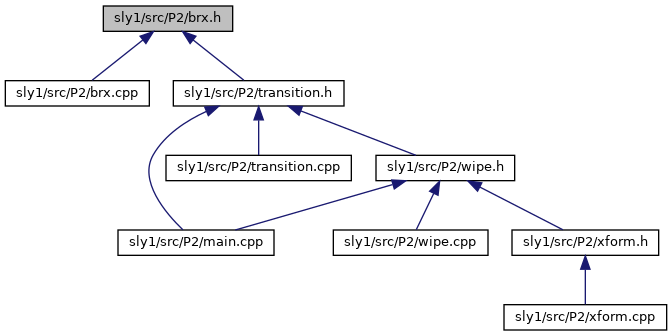 sly1/src/P2/brx.h
sly1/src/P2/brx.cpp
sly1/src/P2/transition.h
sly1/src/P2/transition.cpp
sly1/src/P2/wipe.h
sly1/src/P2/main.cpp
sly1/src/P2/wipe.cpp
sly1/src/P2/xform.h
sly1/src/P2/xform.cpp